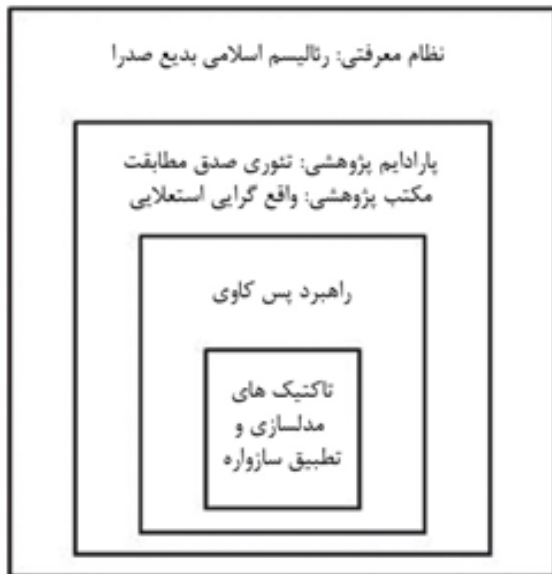 نظام معرفتی: رئالیسم اسلامی بدیع صدرا
پارادایم پژوهشی: تئوری صدق مطابقت
مکتب پژوهشی: واقع گرایی استعلایی
راهبرد پس کاوی
تاکتیک های
مدلسازی و
تطبیق سازواره